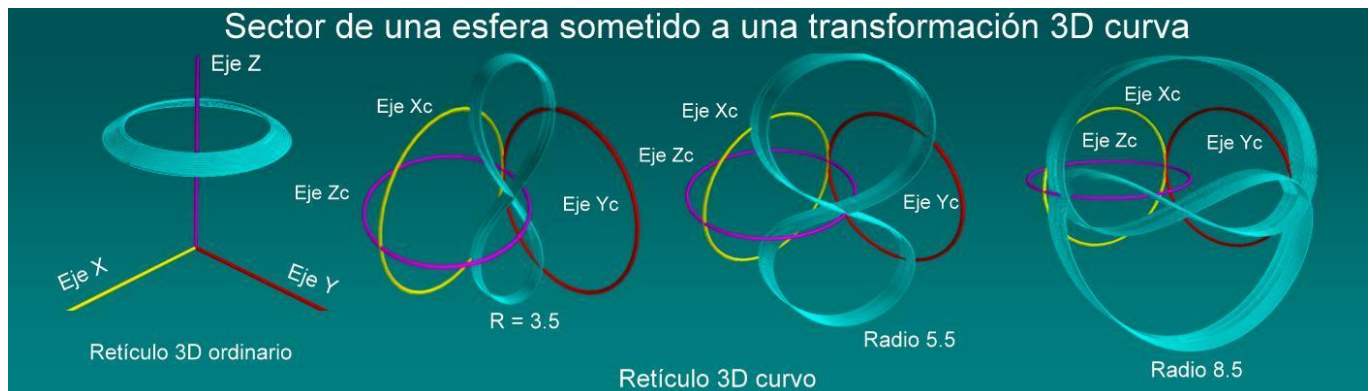 Sector de una esfera sometido a una transformación 3D curva
Eje Z
Eje X
Eje Y
Retículo 3D ordinario
Eje Xc
Eje Zc
Eje Yc
R = 3.5
Eje Xc
Eje Zc
Eje Yc
Radio 5.5
Eje Xc
Eje Zc
Eje Yc
Radio 8.5
Retículo 3D curvo